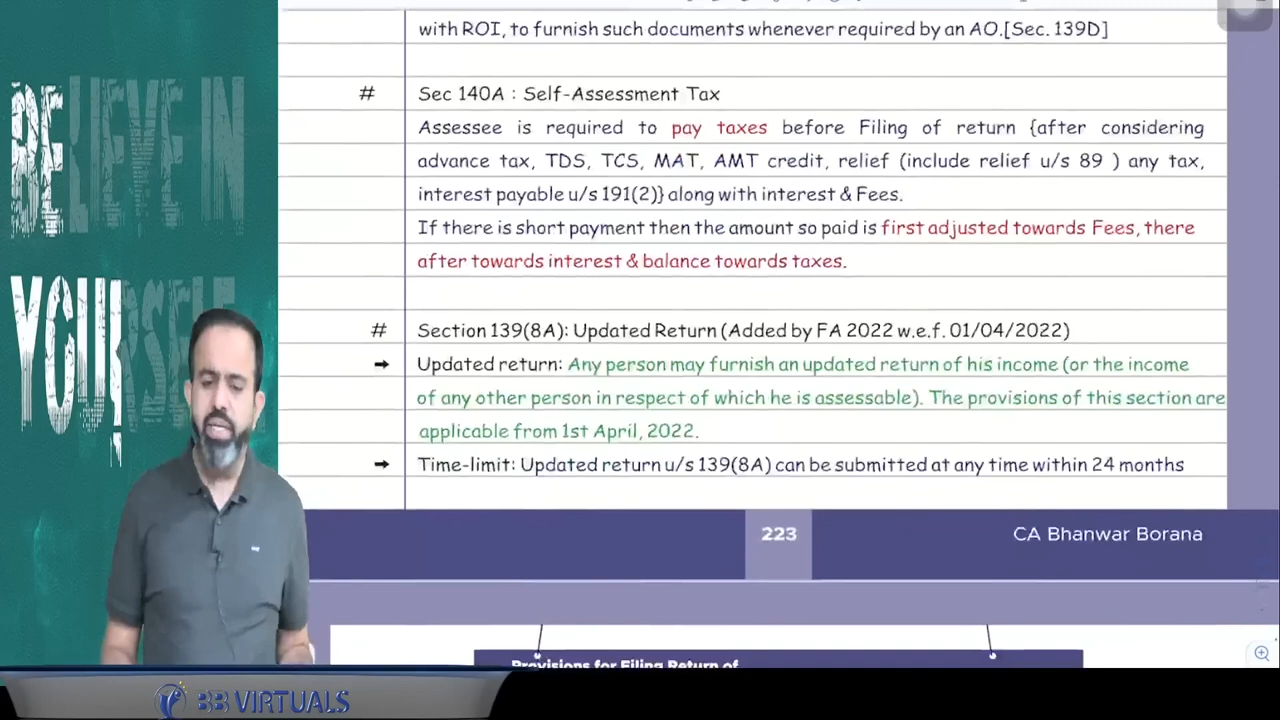 with ROI, to furnish such documents whenever required by an AO.[Sec. 139D]
# Sec 140A : Self-Assessment Tax
Assessee is required to pay taxes before Filing of return {after considering
advance tax, TDS, TCS, MAT, AMT credit, relief (include relief u/s 89 ) any tax,
interest payable u/s 191(2)} along with interest & Fees.
If there is short payment then the amount so paid is first adjusted towards Fees, there
after towards interest & balance towards taxes.
# Section 139(8A): Updated Return (Added by FA 2022 w.e.f. 01/04/2022)
➞ Updated return: Any person may furnish an updated return of his income (or the income
of any other person in respect of which he is assessable). The provisions of this section are
applicable from 1st April, 2022.
➞ Time-limit: Updated return u/s 139(8A) can be submitted at any time within 24 months
223
CA Bhanwar Borana
Provisions for Filing Return of
BELIEVE IN
YOURSELF
BB VIRTUALS